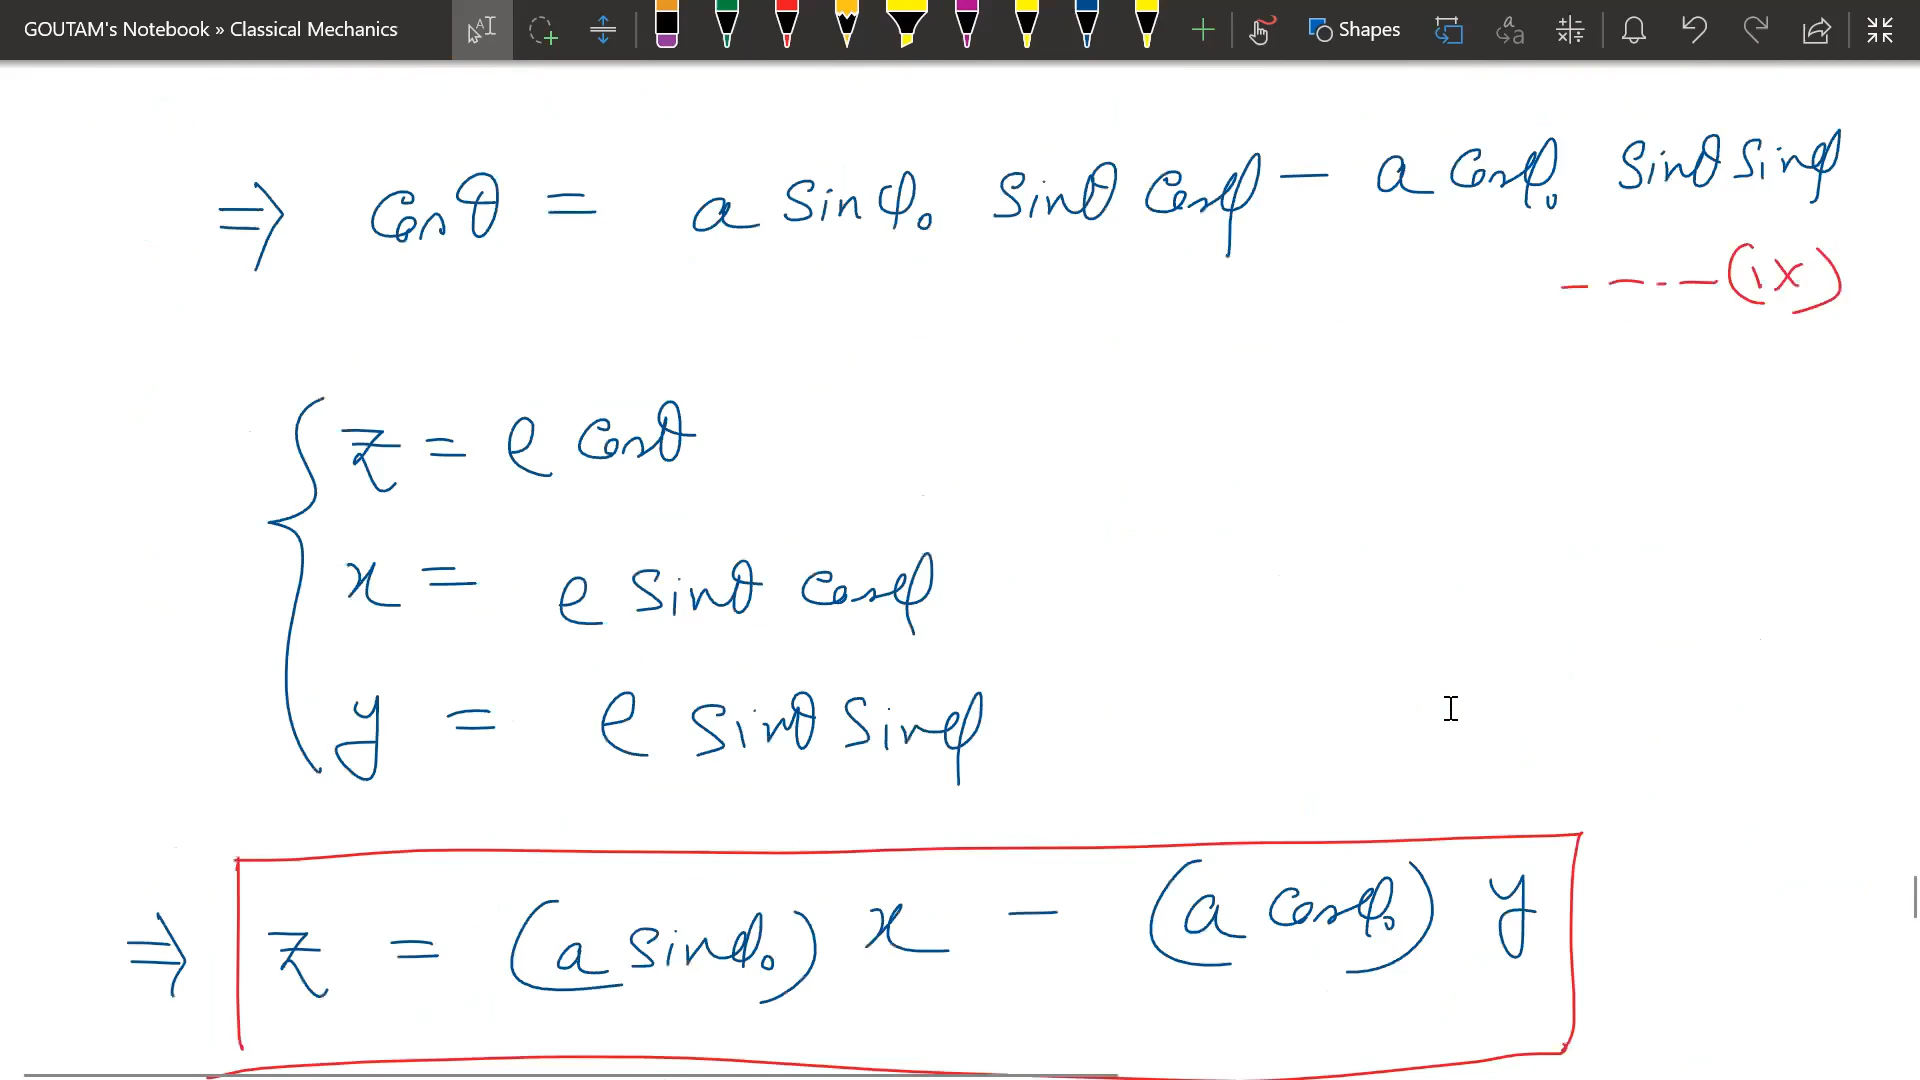 GOUTAM's Notebook » Classical Mechanics
Shapes
⇒ cosθ = a sinφ₀ sinθ cosφ − a cosφ₀ sinθ sinφ
----(ix)
z = e cosθ
x = e sinθ cosφ
y = e sinθ sinφ
⇒ z = (a sinφ₀) x − (a cosφ₀) y